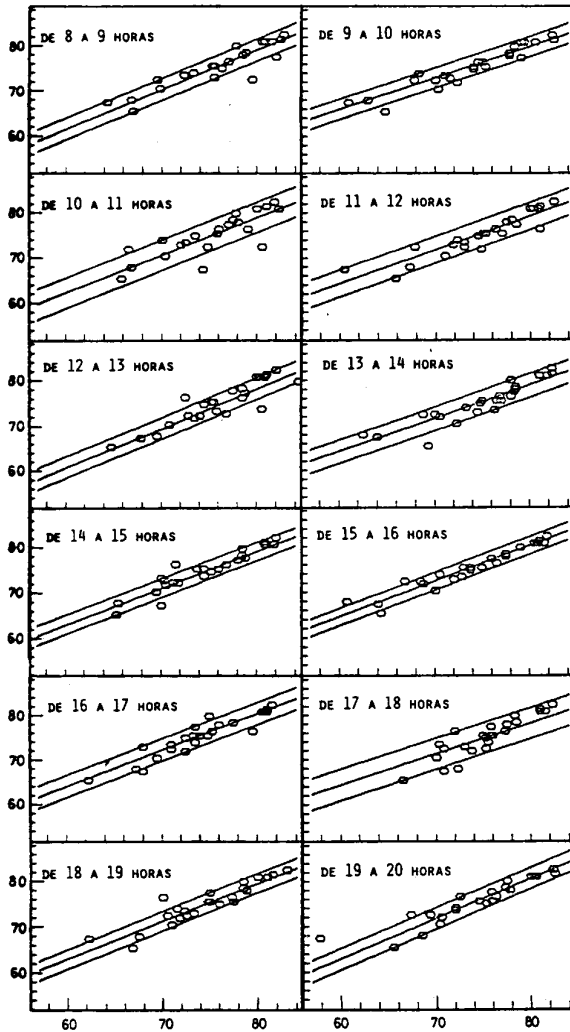 DE 8 A 9 HORAS
DE 9 A 10 HORAS
80
70
60
DE 10 A 11 HORAS
DE 11 A 12 HORAS
80
70
60
DE 12 A 13 HORAS
DE 13 A 14 HORAS
80
70
60
DE 14 A 15 HORAS
DE 15 A 16 HORAS
80
70
60
DE 16 A 17 HORAS
DE 17 A 18 HORAS
80
70
60
DE 18 A 19 HORAS
DE 19 A 20 HORAS
80
70
60
60 70 80 60 70 80